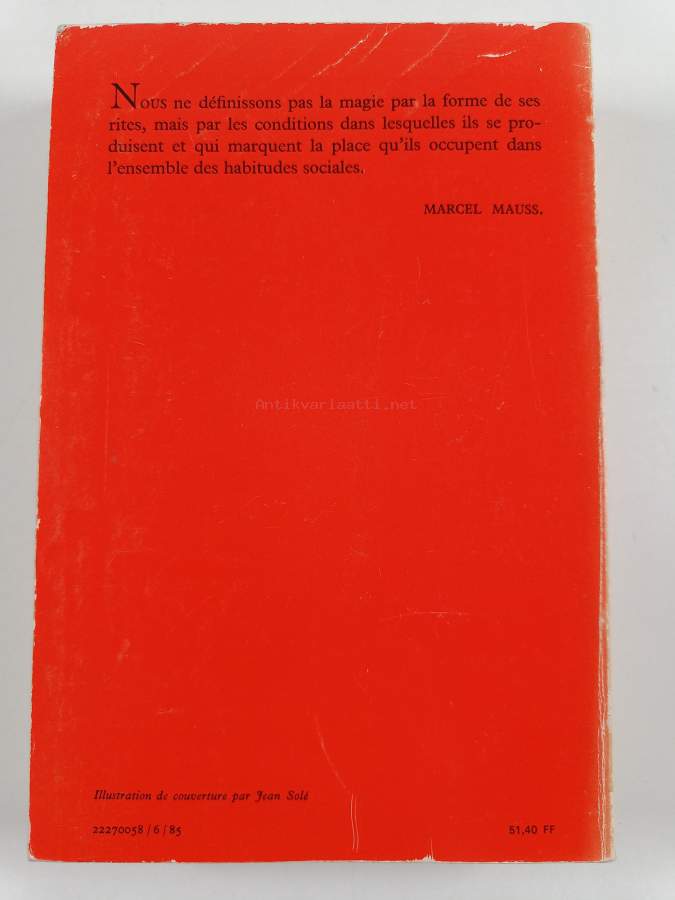 Nous ne définissons pas la magie par la forme de ses
rites, mais par les conditions dans lesquelles ils se pro-
duisent et qui marquent la place qu'ils occupent dans
l'ensemble des habitudes sociales.
MARCEL MAUSS.
Antikvariaatti.net
Illustration de couverture par Jean Solé
22270058/6/85
51,40 FF